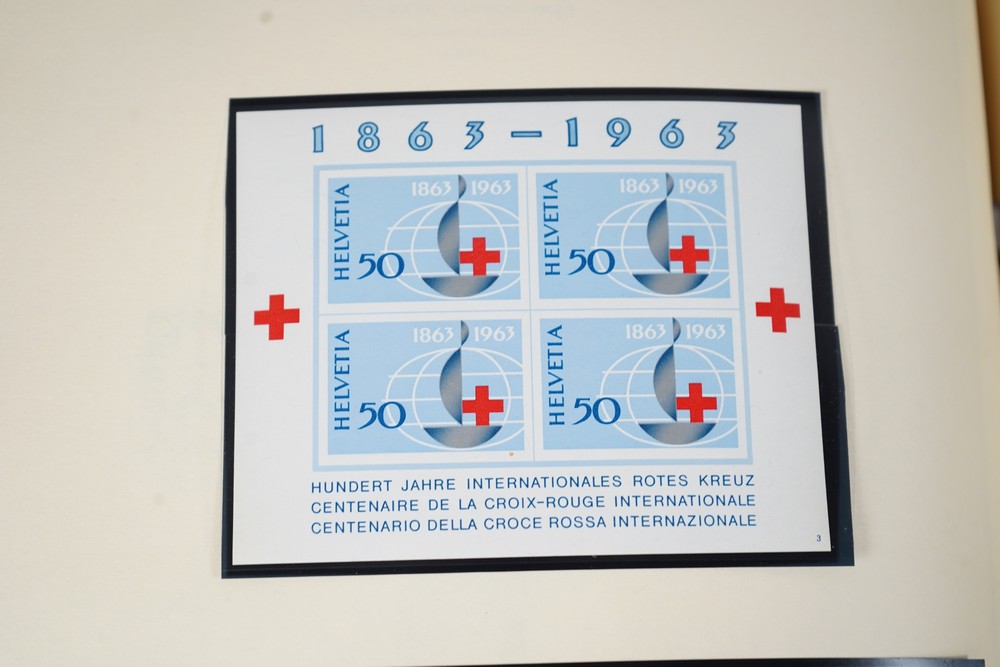 1863–1963
1863 1963
HELVETIA
50
1863 1963
HELVETIA
50
1863 1963
HELVETIA
50
1863 1963
HELVETIA
50
HUNDERT JAHRE INTERNATIONALES ROTES KREUZ
CENTENAIRE DE LA CROIX–ROUGE INTERNATIONALE
CENTENARIO DELLA CROCE ROSSA INTERNAZIONALE
3